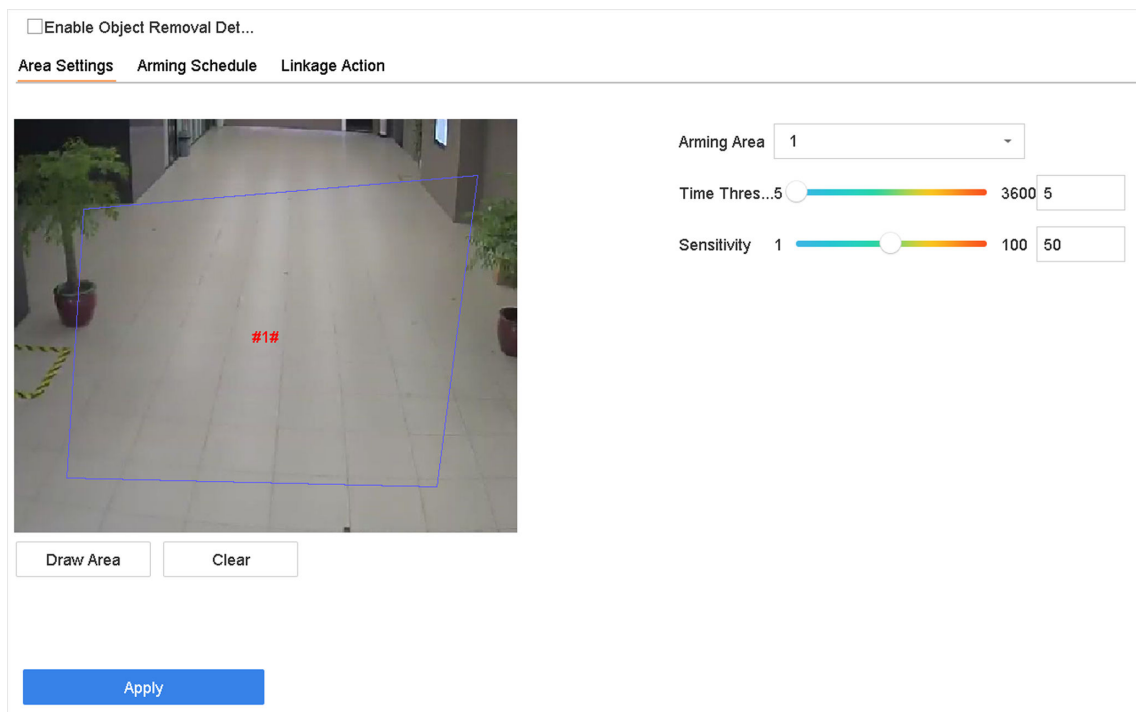 Enable Object Removal Det...
Area Settings Arming Schedule Linkage Action
Arming Area 1
Time Thres...5 3600 5
Sensitivity 1 100 50
#1#
Draw Area Clear
Apply